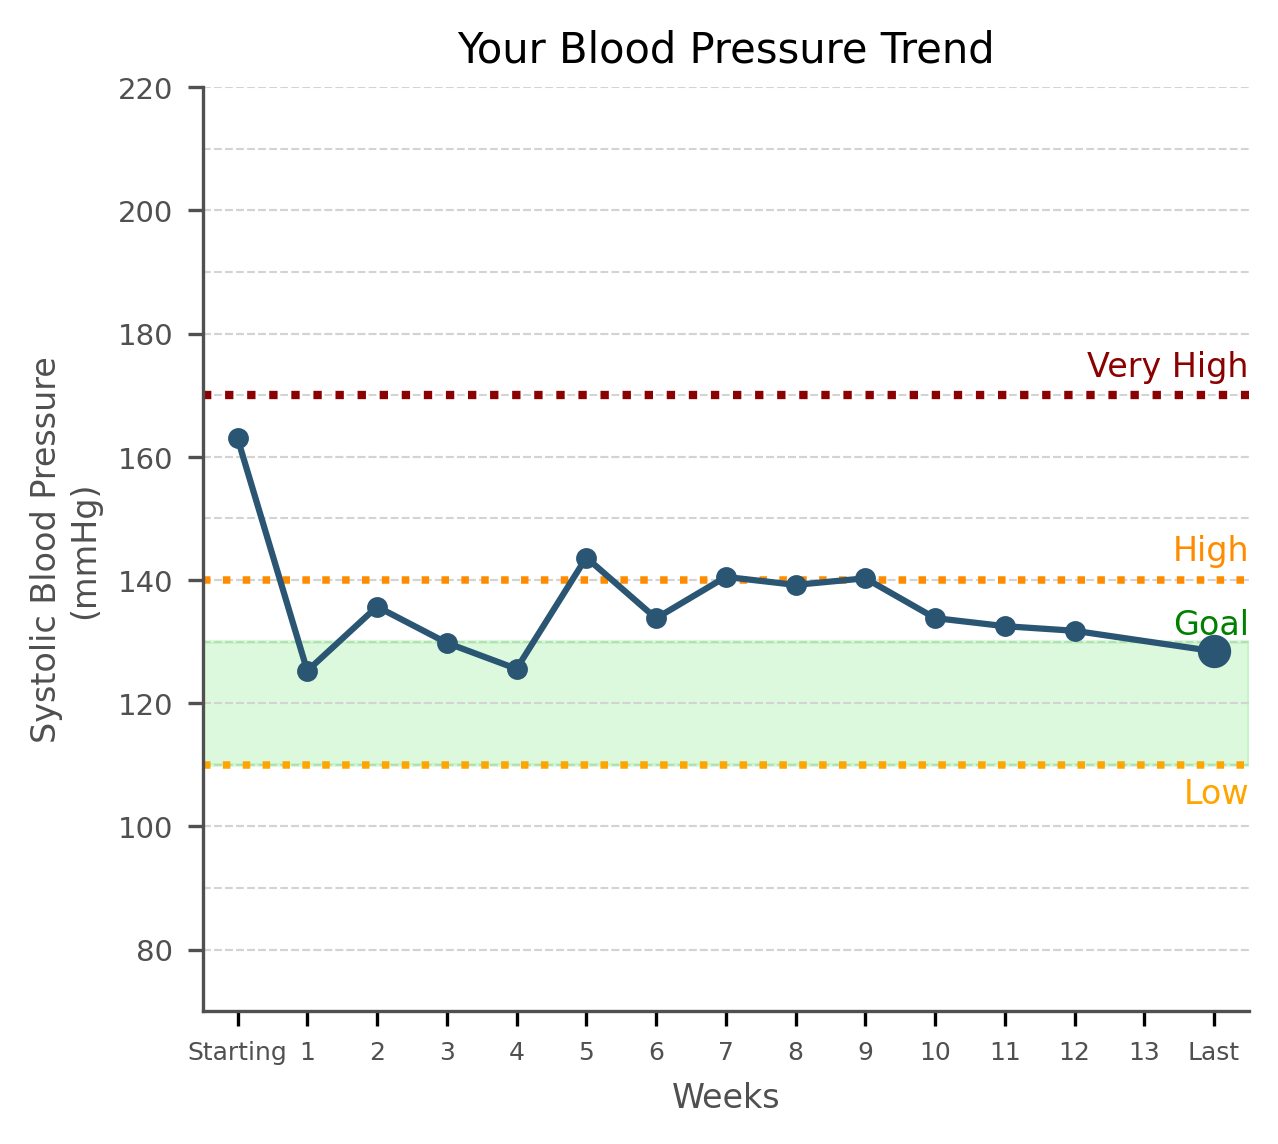 Your Blood Pressure Trend
220
200
180
160
140
120
100
80
Systolic Blood Pressure
(mmHg)
Very High
High
Goal
Low
Starting 1 2 3 4 5 6 7 8 9 10 11 12 13 Last
Weeks